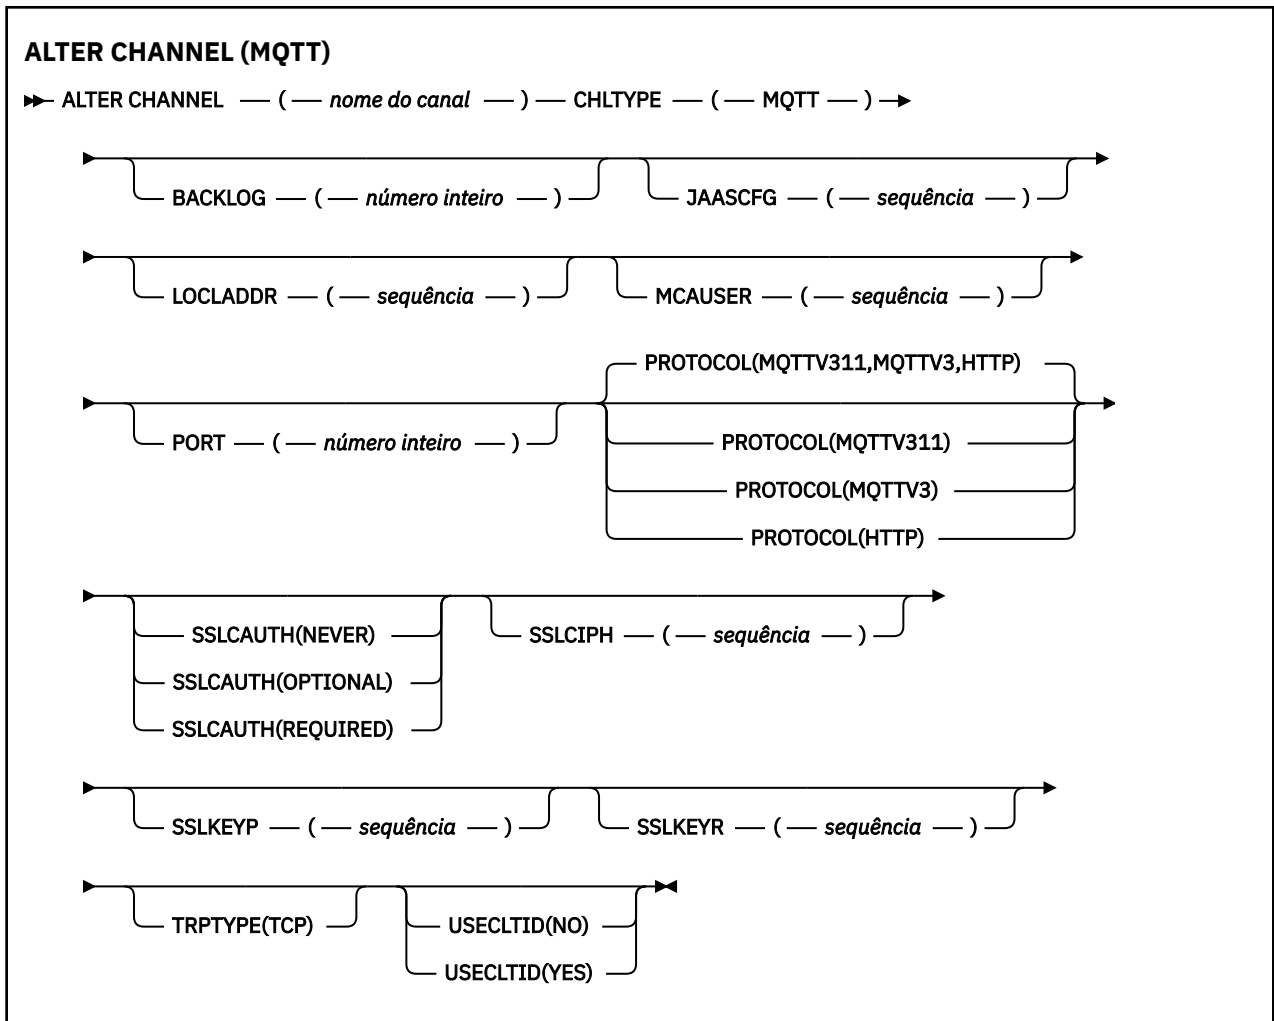 ALTER CHANNEL (MQTT)
ALTER CHANNEL ( nome do canal ) CHLTYPE ( MQTT )
BACKLOG ( número inteiro ) JAASCFG ( sequência )
LOCLADDR ( sequência ) MCAUSER ( sequência )
PROTOCOL(MQTTV311,MQTTV3,HTTP)
PORT ( número inteiro ) PROTOCOL(MQTTV311)
PROTOCOL(MQTTV3)
PROTOCOL(HTTP)
SSLCAUTH(NEVER) SSLCIPH ( sequência )
SSLCAUTH(OPTIONAL)
SSLCAUTH(REQUIRED)
SSLKEYP ( sequência ) SSLKEYR ( sequência )
TRPTYPE(TCP) USECLTID(NO)
USECLTID(YES)